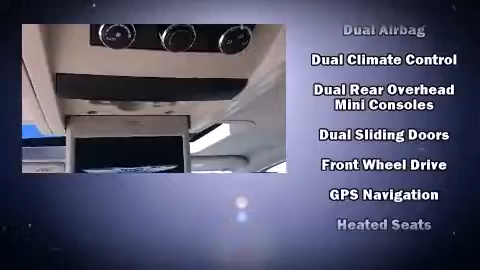 Dual Airbag
Dual Climate Control
Dual Rear Overhead
Mini Consoles
Dual Sliding Doors
Front Wheel Drive
GPS Navigation
Heated Seats